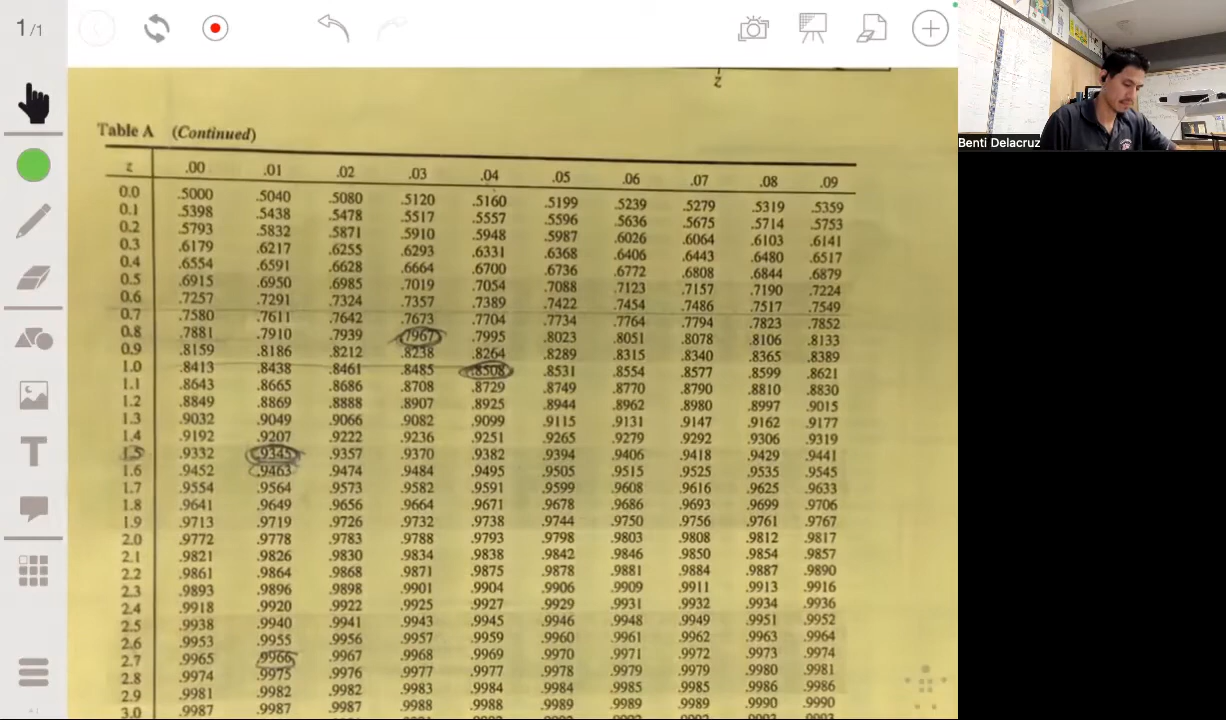 1/1
z
Table A (Continued)
z .00 .01 .02 .03 .04 .05 .06 .07 .08 .09
0.0 .5000 .5040 .5080 .5120 .5160 .5199 .5239 .5279 .5319 .5359
0.1 .5398 .5438 .5478 .5517 .5557 .5596 .5636 .5675 .5714 .5753
0.2 .5793 .5832 .5871 .5910 .5948 .5987 .6026 .6064 .6103 .6141
0.3 .6179 .6217 .6255 .6293 .6331 .6368 .6406 .6443 .6480 .6517
0.4 .6554 .6591 .6628 .6664 .6700 .6736 .6772 .6808 .6844 .6879
0.5 .6915 .6950 .6985 .7019 .7054 .7088 .7123 .7157 .7190 .7224
0.6 .7257 .7291 .7324 .7357 .7389 .7422 .7454 .7486 .7517 .7549
0.7 .7580 .7611 .7642 .7673 .7704 .7734 .7764 .7794 .7823 .7852
0.8 .7881 .7910 .7939 .7967 .7995 .8023 .8051 .8078 .8106 .8133
0.9 .8159 .8186 .8212 .8238 .8264 .8289 .8315 .8340 .8365 .8389
1.0 .8413 .8438 .8461 .8485 .8508 .8531 .8554 .8577 .8599 .8621
1.1 .8643 .8665 .8686 .8708 .8729 .8749 .8770 .8790 .8810 .8830
1.2 .8849 .8869 .8888 .8907 .8925 .8944 .8962 .8980 .8997 .9015
1.3 .9032 .9049 .9066 .9082 .9099 .9115 .9131 .9147 .9162 .9177
1.4 .9192 .9207 .9222 .9236 .9251 .9265 .9279 .9292 .9306 .9319
1.5 .9332 .9345 .9357 .9370 .9382 .9394 .9406 .9418 .9429 .9441
1.6 .9452 .9463 .9474 .9484 .9495 .9505 .9515 .9525 .9535 .9545
1.7 .9554 .9564 .9573 .9582 .9591 .9599 .9608 .9616 .9625 .9633
1.8 .9641 .9649 .9656 .9664 .9671 .9678 .9686 .9693 .9699 .9706
1.9 .9713 .9719 .9726 .9732 .9738 .9744 .9750 .9756 .9761 .9767
2.0 .9772 .9778 .9783 .9788 .9793 .9798 .9803 .9808 .9812 .9817
2.1 .9821 .9826 .9830 .9834 .9838 .9842 .9846 .9850 .9854 .9857
2.2 .9861 .9864 .9868 .9871 .9875 .9878 .9881 .9884 .9887 .9890
2.3 .9893 .9896 .9898 .9901 .9904 .9906 .9909 .9911 .9913 .9916
2.4 .9918 .9920 .9922 .9925 .9927 .9929 .9931 .9932 .9934 .9936
2.5 .9938 .9940 .9941 .9943 .9945 .9946 .9948 .9949 .9951 .9952
2.6 .9953 .9955 .9956 .9957 .9959 .9960 .9961 .9962 .9963 .9964
2.7 .9965 .9966 .9967 .9968 .9969 .9970 .9971 .9972 .9973 .9974
2.8 .9974 .9975 .9976 .9977 .9977 .9978 .9979 .9979 .9980 .9981
2.9 .9981 .9982 .9982 .9983 .9984 .9984 .9985 .9985 .9986 .9986
3.0 .9987 .9987 .9987 .9988 .9988 .9989 .9989 .9989 .9990 .9990
T
Benti Delacruz